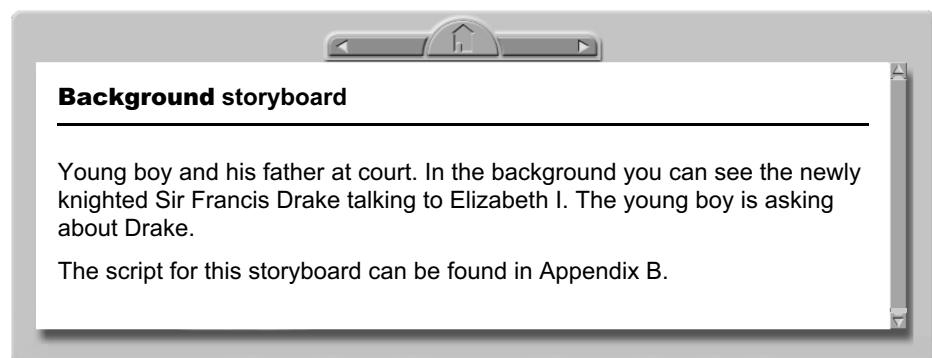 Background storyboard
Young boy and his father at court. In the background you can see the newly
knighted Sir Francis Drake talking to Elizabeth I. The young boy is asking
about Drake.
The script for this storyboard can be found in Appendix B.